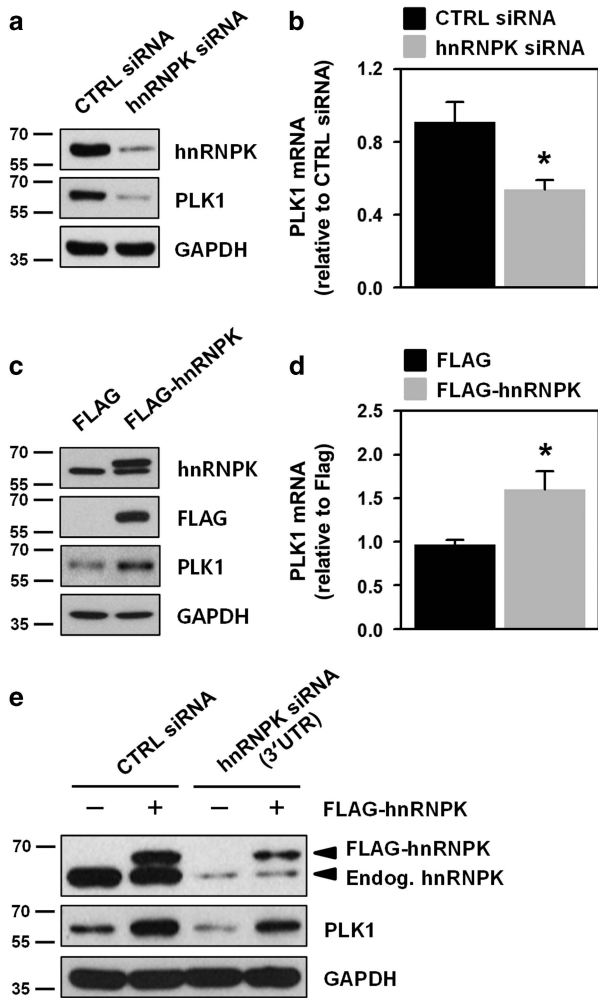 a
CTRL siRNA
hnRNPK siRNA
70
55
hnRNPK
70
55
PLK1
35
GAPDH
b
CTRL siRNA
hnRNPK siRNA
PLK1 mRNA
(relative to CTRL siRNA)
1.2
0.8
0.4
0.0
*
c
FLAG
FLAG-hnRNPK
70
55
hnRNPK
70
55
FLAG
70
55
PLK1
35
GAPDH
d
FLAG
FLAG-hnRNPK
PLK1 mRNA
(relative to Flag)
2.5
2.0
1.5
1.0
0.5
0.0
*
e
CTRL siRNA
hnRNPK siRNA
(3′UTR)
− + − + FLAG-hnRNPK
70
FLAG-hnRNPK
Endog. hnRNPK
70
55
PLK1
35
GAPDH